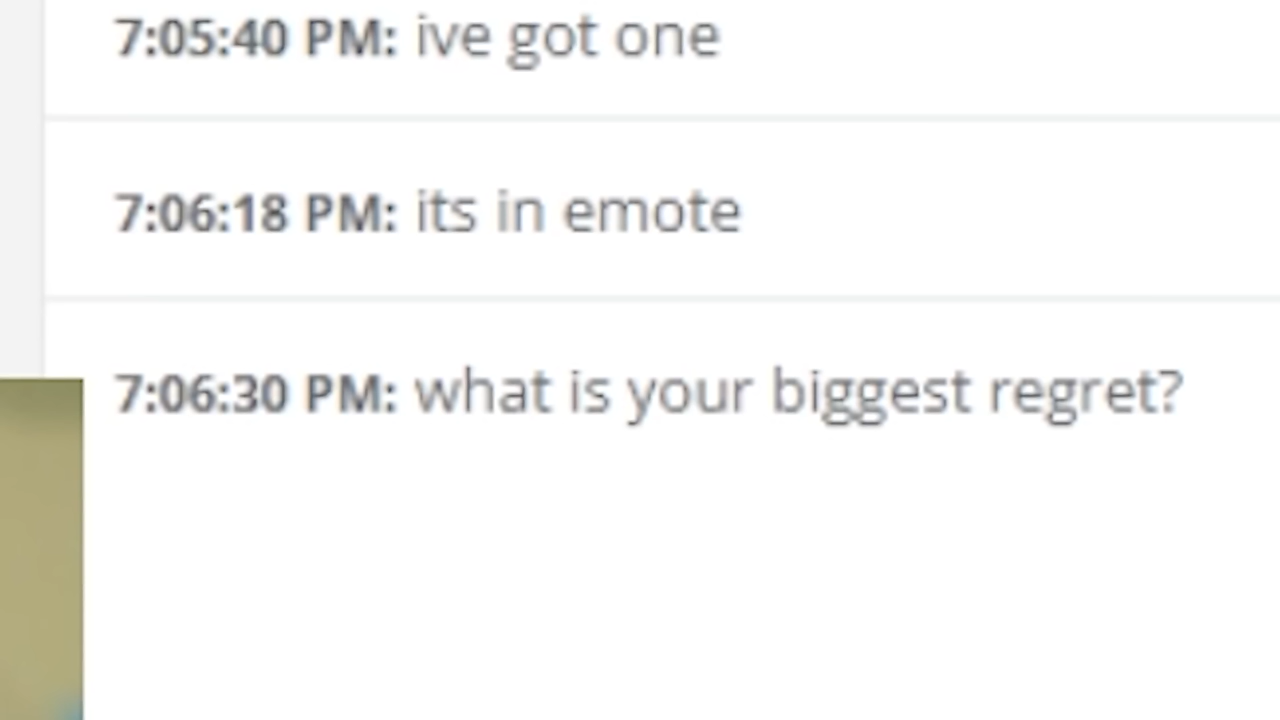 7:05:40 PM: ive got one
7:06:18 PM: its in emote
7:06:30 PM: what is your biggest regret?